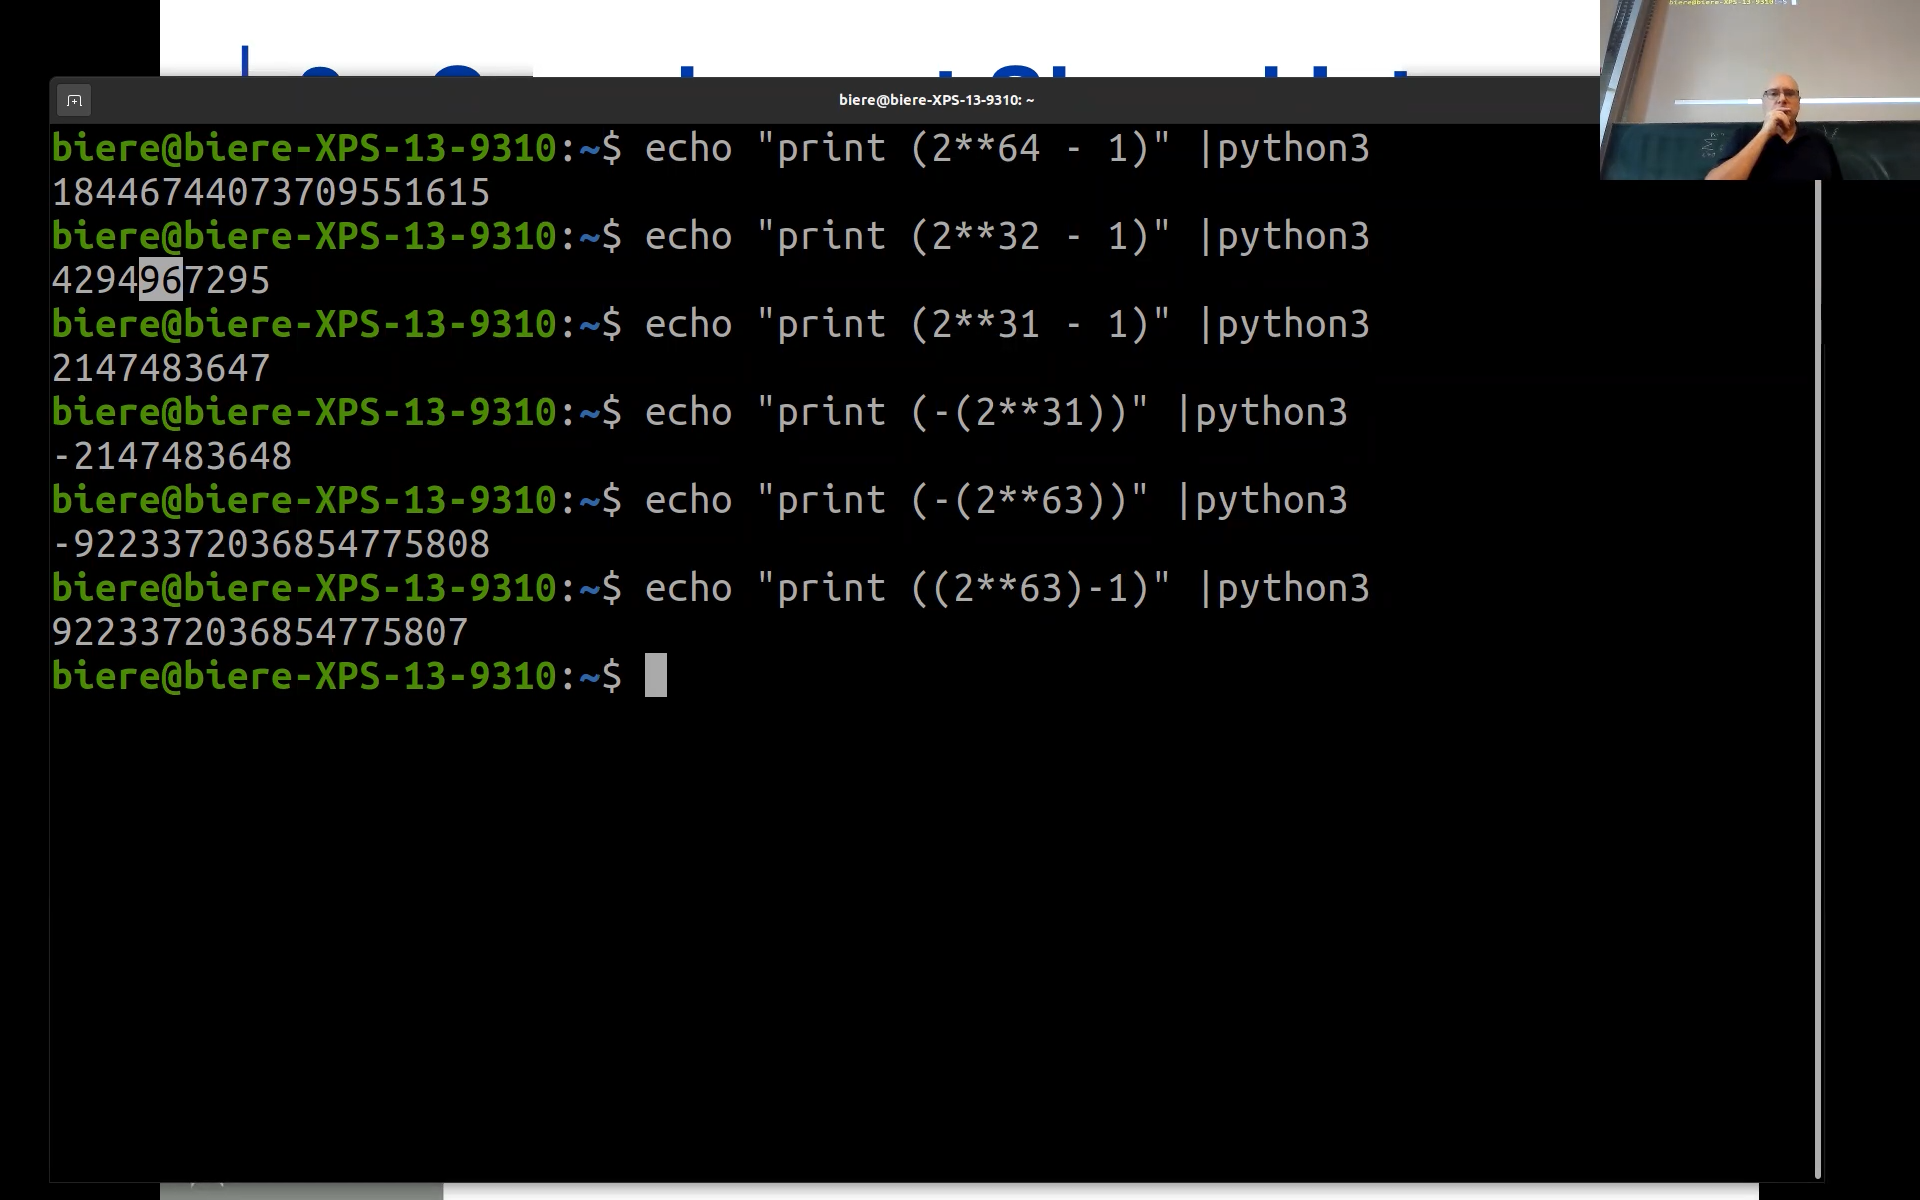 biere@biere-XPS-13-9310: ~
biere@biere-XPS-13-9310:~$ echo "print (2**64 - 1)" |python3
18446744073709551615
biere@biere-XPS-13-9310:~$ echo "print (2**32 - 1)" |python3
4294967295
biere@biere-XPS-13-9310:~$ echo "print (2**31 - 1)" |python3
2147483647
biere@biere-XPS-13-9310:~$ echo "print (-(2**31))" |python3
-2147483648
biere@biere-XPS-13-9310:~$ echo "print (-(2**63))" |python3
-9223372036854775808
biere@biere-XPS-13-9310:~$ echo "print ((2**63)-1)" |python3
9223372036854775807
biere@biere-XPS-13-9310:~$